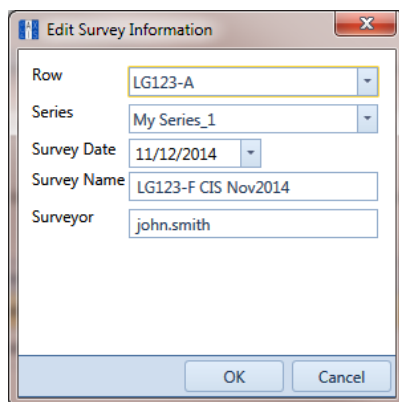 Edit Survey Information
Row LG123-A
Series My Series_1
Survey Date 11/12/2014
Survey Name LG123-F CIS Nov2014
Surveyor john.smith
OK Cancel